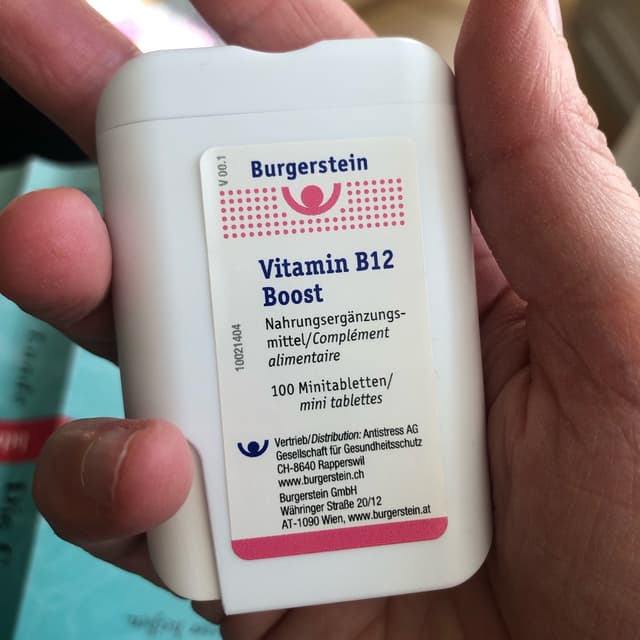 V 00.1
Burgerstein
Vitamin B12
Boost
Nahrungsergänzungs-
mittel/Complément
alimentaire
10021404
100 Minitabletten/
mini tablettes
Vertrieb/Distribution: Antistress AG
Gesellschaft für Gesundheitsschutz
CH-8640 Rapperswil
www.burgerstein.ch
Burgerstein GmbH
Währinger Straße 20/12
AT-1090 Wien, www.burgerstein.at